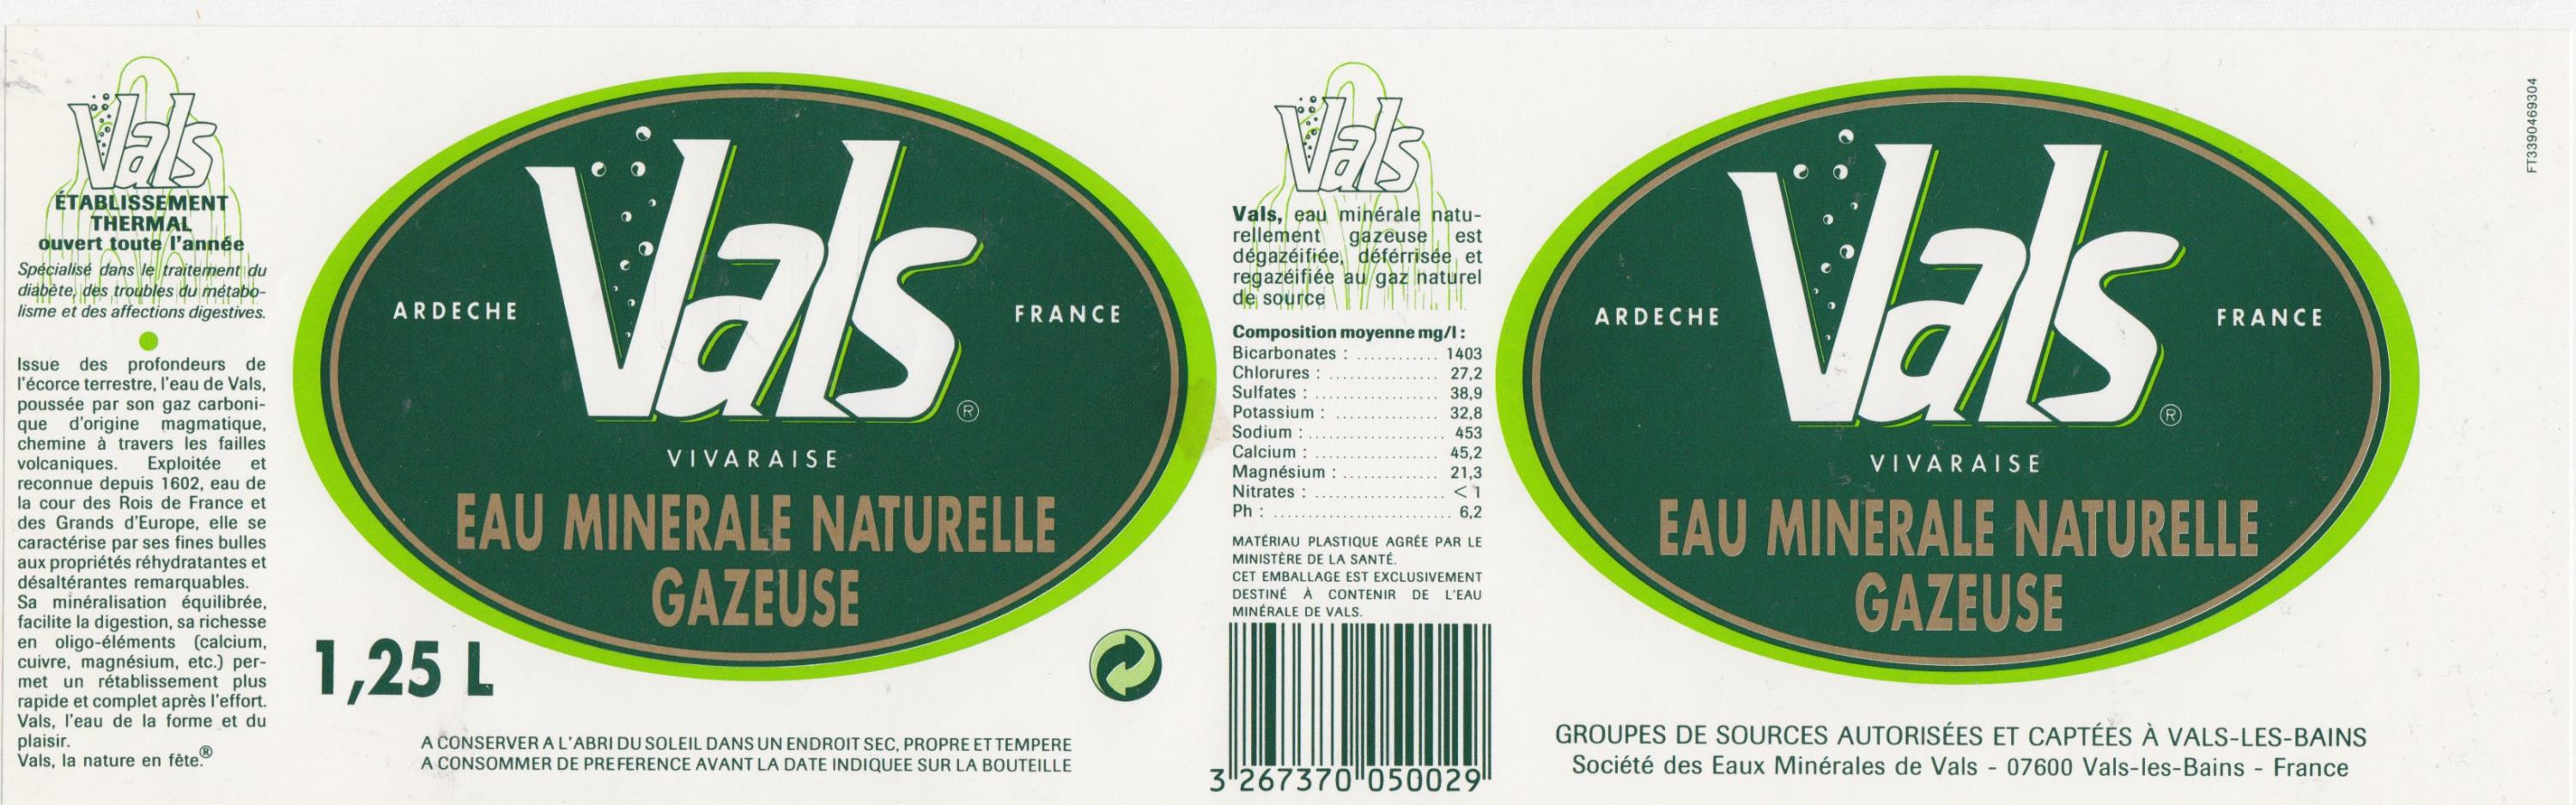 Vals
ÉTABLISSEMENT
THERMAL
ouvert toute l'année
Spécialisé dans le traitement du
diabète, des troubles du métabo-
lisme et des affections digestives.
Issue des profondeurs de
l'écorce terrestre, l'eau de Vals,
poussée par son gaz carboni-
que d'origine magmatique,
chemine à travers les failles
volcaniques. Exploitée et
reconnue depuis 1602, eau de
la cour des Rois de France et
des Grands d'Europe, elle se
caractérise par ses fines bulles
aux propriétés réhydratantes et
désaltérantes remarquables.
Sa minéralisation équilibrée,
facilite la digestion, sa richesse
en oligo-éléments (calcium,
cuivre, magnésium, etc.) per-
met un rétablissement plus
rapide et complet après l'effort.
Vals, l'eau de la forme et du
plaisir.
Vals, la nature en fête.®
ARDECHE
Vals®
FRANCE
VIVARAISE
EAU MINERALE NATURELLE
GAZEUSE
1,25 L
A CONSERVER A L'ABRI DU SOLEIL DANS UN ENDROIT SEC, PROPRE ET TEMPERE
A CONSOMMER DE PREFERENCE AVANT LA DATE INDIQUEE SUR LA BOUTEILLE
Vals
Vals, eau minérale natu-
rellement gazeuse est
dégazéifiée, déférrisée et
regazéifiée au gaz naturel
de source
Composition moyenne mg/l :
Bicarbonates : ............ 1403
Chlorures : ................ 27,2
Sulfates : .................. 38,9
Potassium : ................ 32,8
Sodium : .................... 453
Calcium : .................. 45,2
Magnésium : .............. 21,3
Nitrates : ................... < 1
Ph : .......................... 6,2
MATÉRIAU PLASTIQUE AGRÉE PAR LE
MINISTÈRE DE LA SANTÉ.
CET EMBALLAGE EST EXCLUSIVEMENT
DESTINÉ À CONTENIR DE L'EAU
MINÉRALE DE VALS.
3 267370 050029
ARDECHE
Vals®
FRANCE
VIVARAISE
EAU MINERALE NATURELLE
GAZEUSE
GROUPES DE SOURCES AUTORISÉES ET CAPTÉES À VALS-LES-BAINS
Société des Eaux Minérales de Vals - 07600 Vals-les-Bains - France
FT3390469304